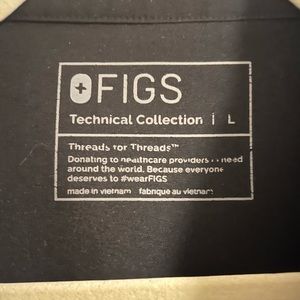 FIGS
Technical Collection | L
Threads for Threads™
Donating to healthcare providers in need
around the world. Because everyone
deserves to #wearFIGS
made in vietnam fabriqué au vietnam